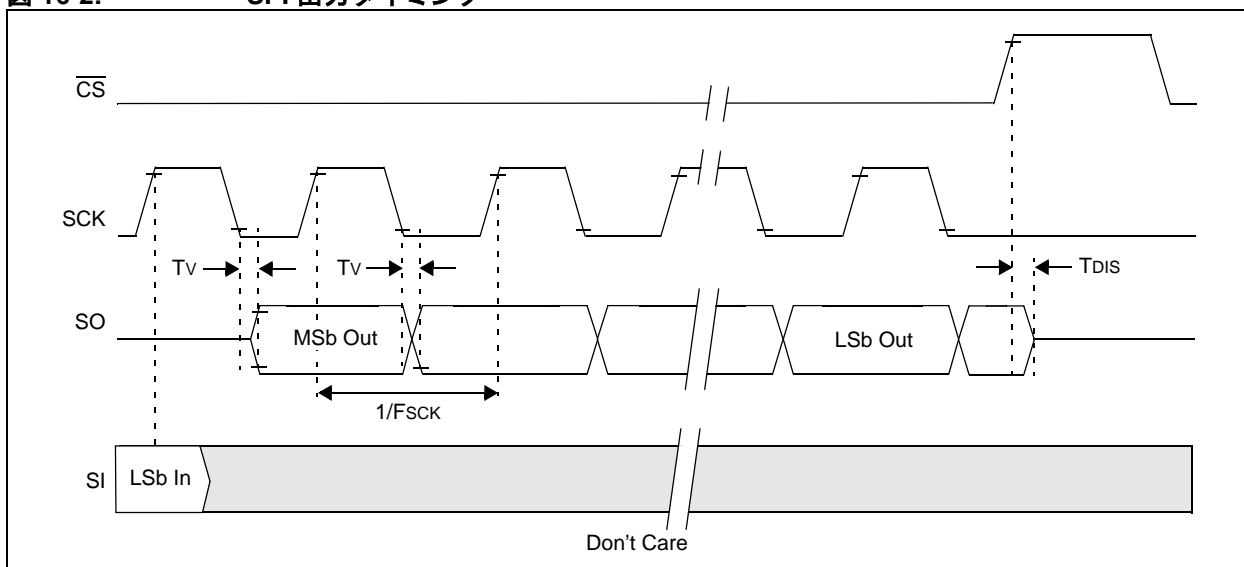 CS
SCK
TV
TV
TDIS
SO
MSb Out
LSb Out
1/FSCK
SI
LSb In
Don't Care